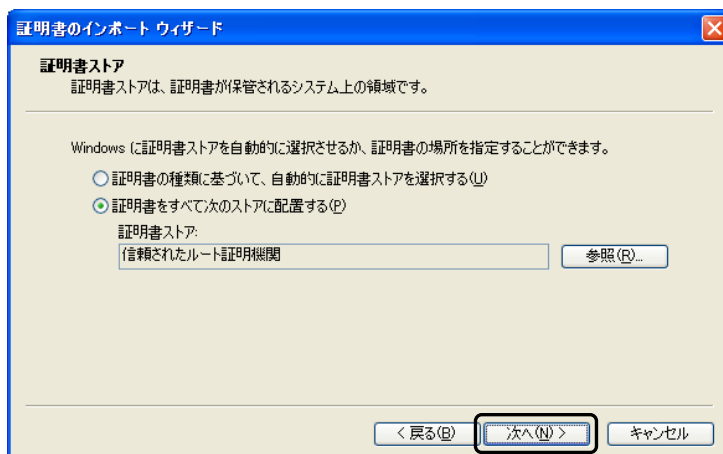 証明書のインポート ウィザード
証明書ストア
証明書ストアは、証明書が保管されるシステム上の領域です。
Windows に証明書ストアを自動的に選択させるか、証明書の場所を指定することができます。
証明書の種類に基づいて、自動的に証明書ストアを選択する(U)
証明書をすべて次のストアに配置する(P)
証明書ストア:
信頼されたルート証明機関
参照(R)...
< 戻る(B)
次へ(N) >
キャンセル